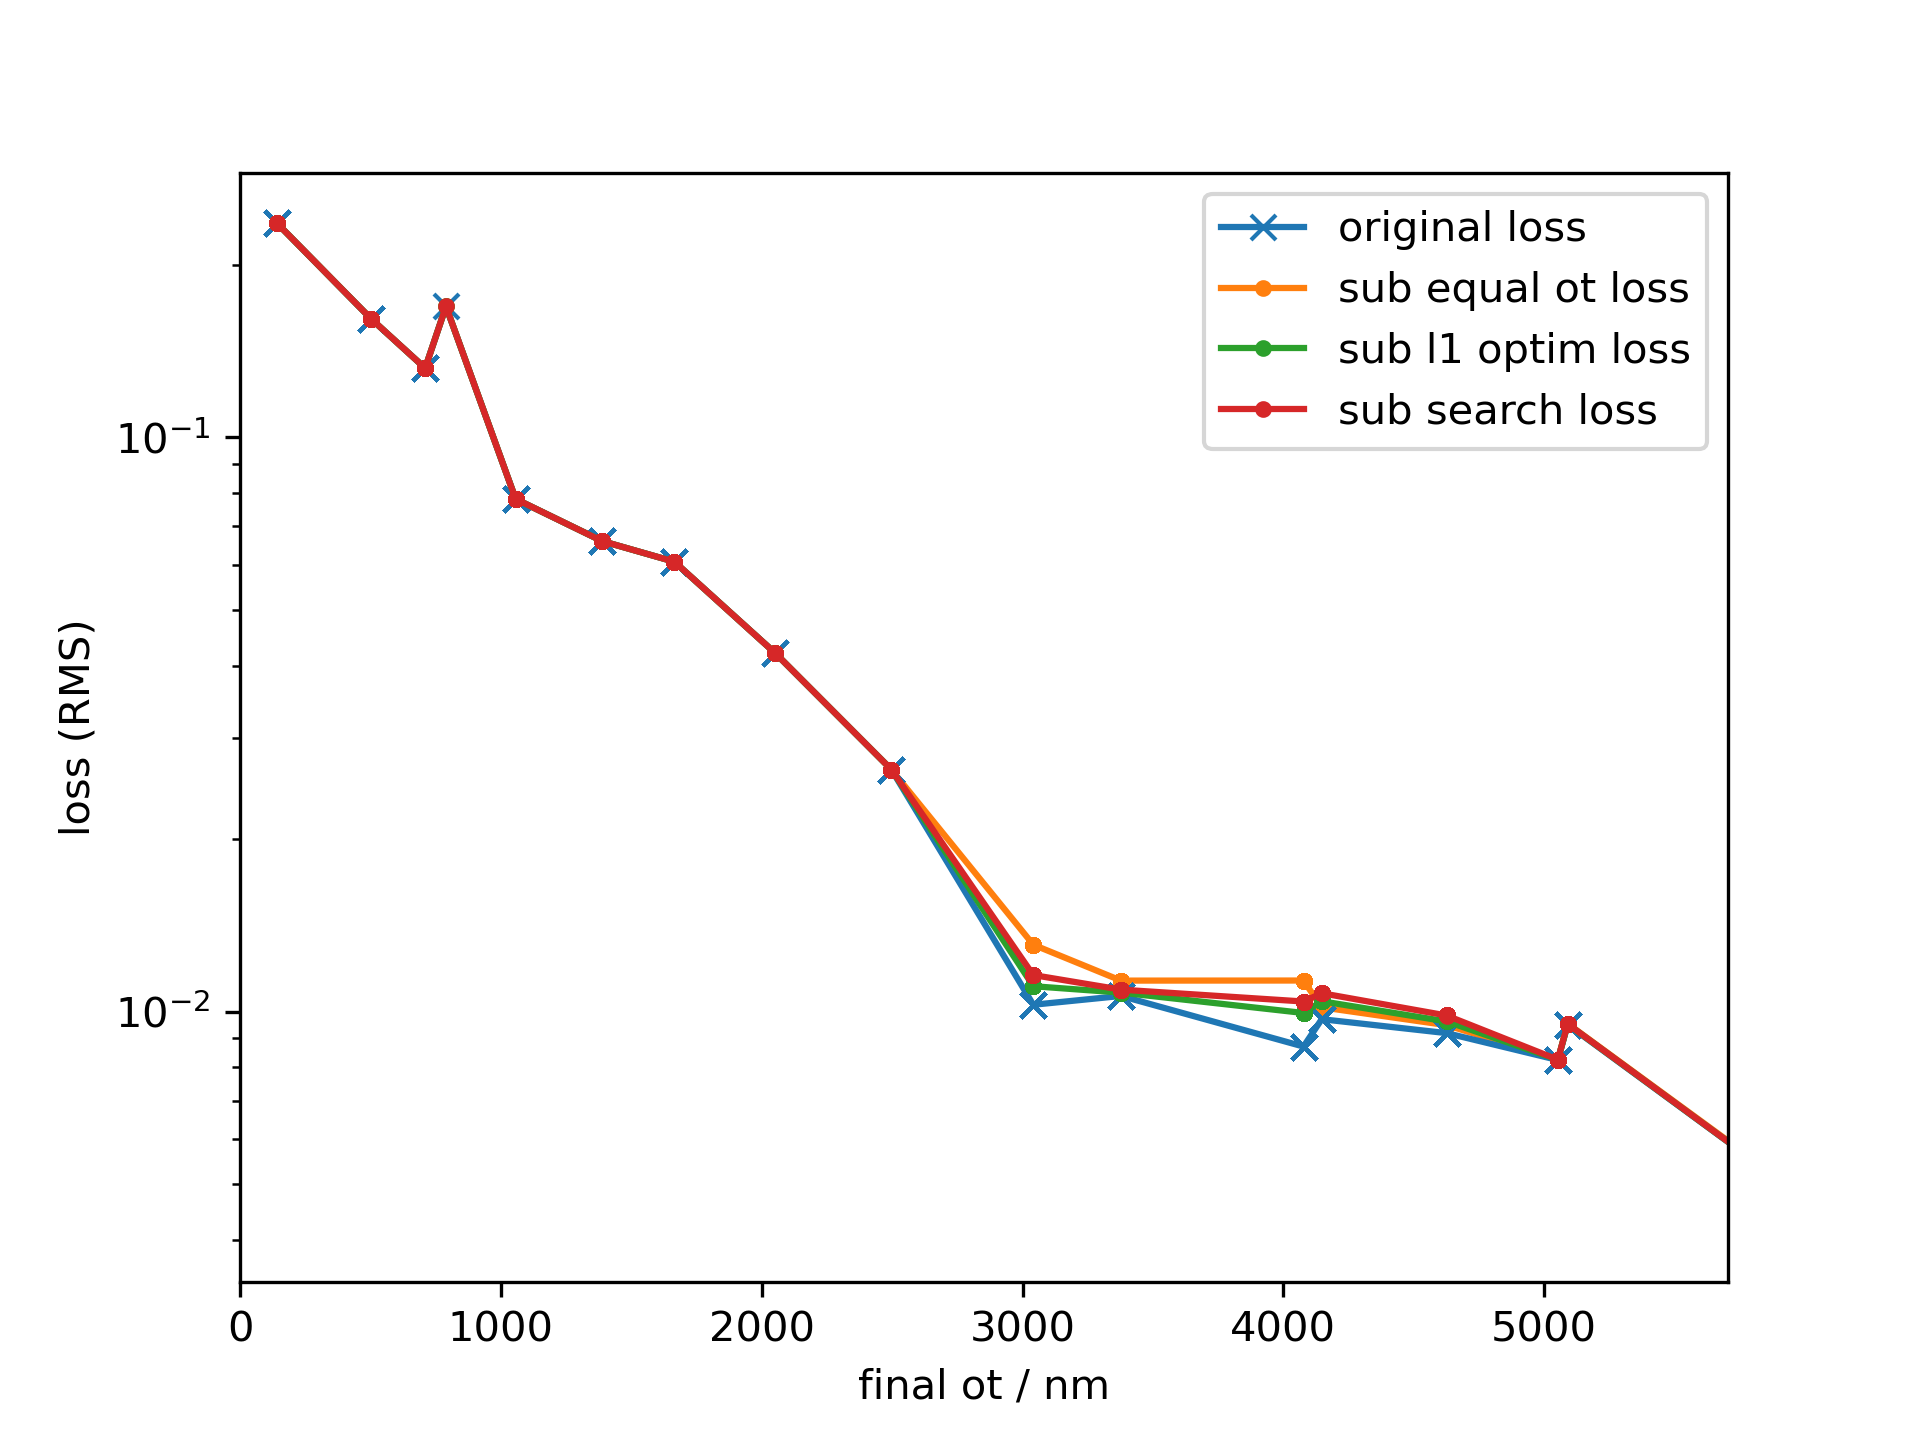 original loss
sub equal ot loss
sub l1 optim loss
sub search loss
10⁻¹
10⁻²
loss (RMS)
0 1000 2000 3000 4000 5000
final ot / nm